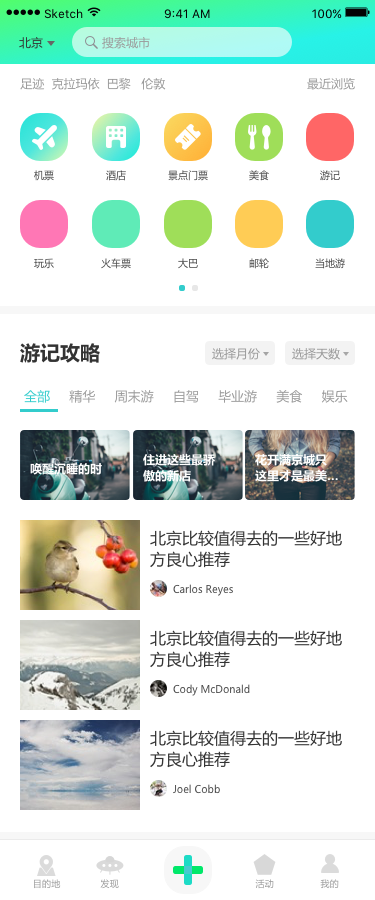 Sketch 9:41 AM 100%
北京 搜索城市
足迹 克拉玛依 巴黎 伦敦 最近浏览
机票 酒店 景点门票 美食 游记
玩乐 火车票 大巴 邮轮 当地游
游记攻略 选择月份 选择天数
全部 精华 周末游 自驾 毕业游 美食 娱乐
唤醒沉睡的时
住进这些最骄
傲的新店
花开满京城只
这里才是最美...
北京比较值得去的一些好地
方良心推荐
Carlos Reyes
北京比较值得去的一些好地
方良心推荐
Cody McDonald
北京比较值得去的一些好地
方良心推荐
Joel Cobb
目的地 发现 活动 我的